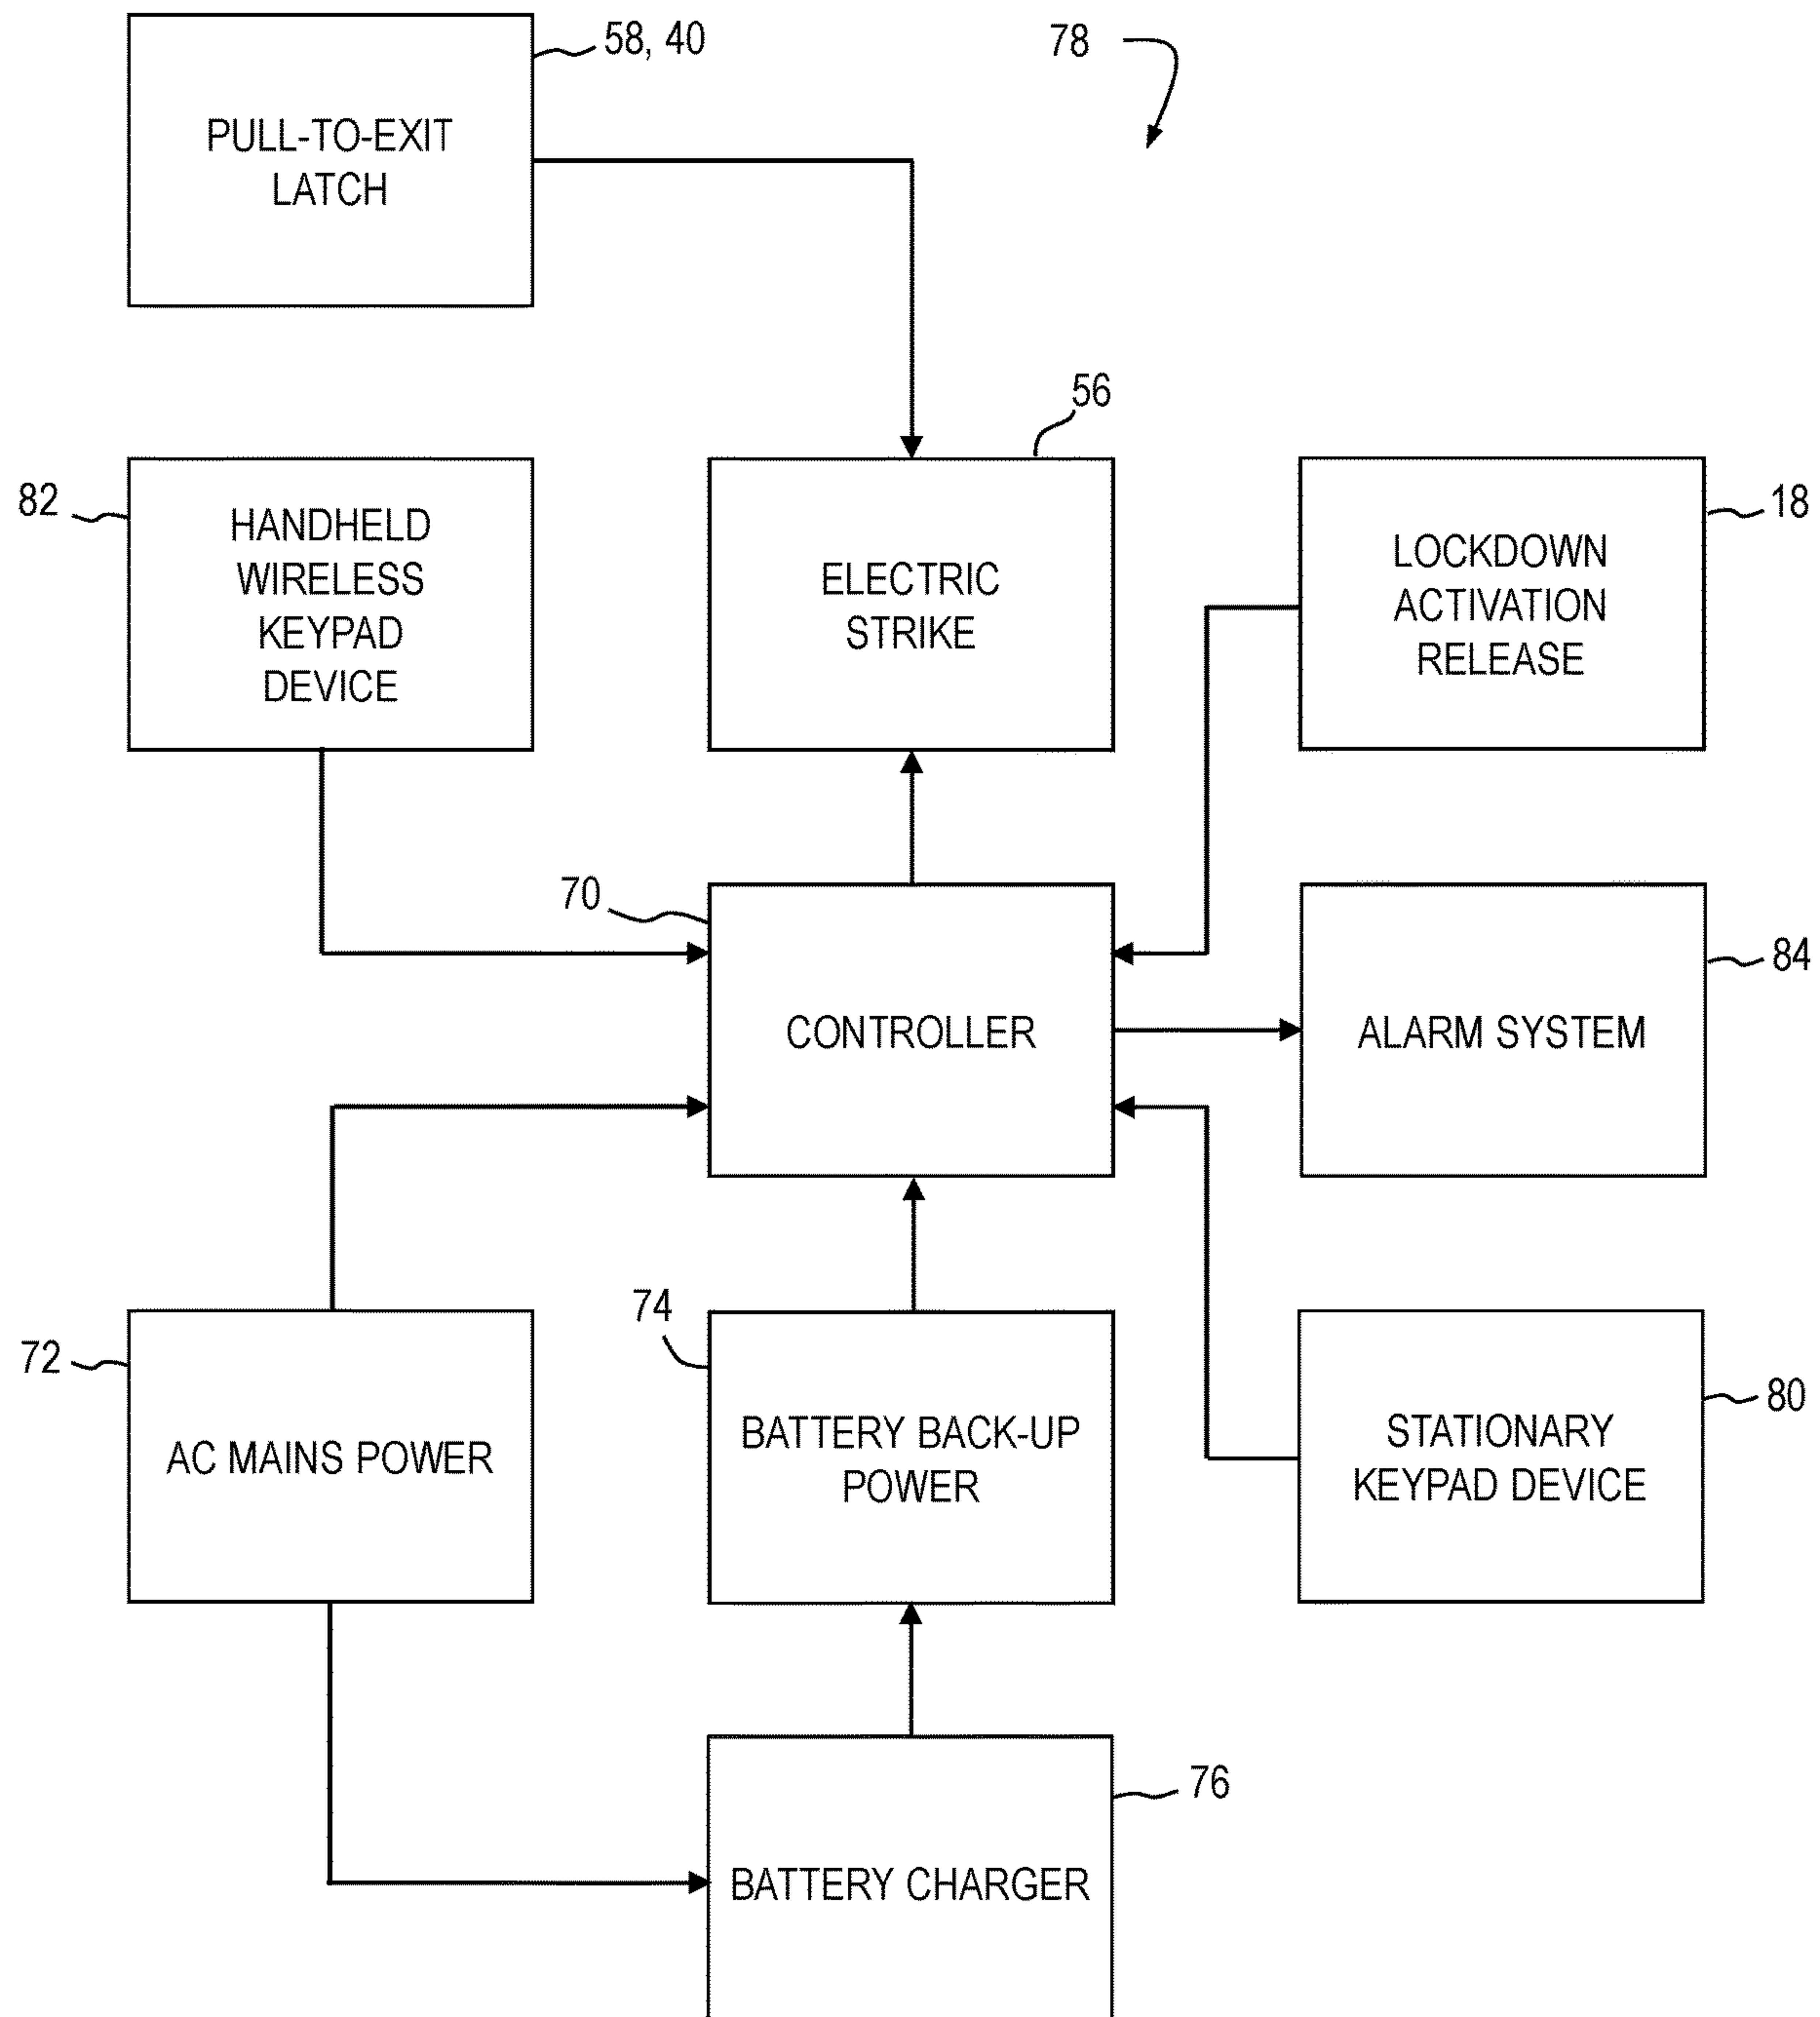 58, 40
78
PULL-TO-EXIT
LATCH
56
82
HANDHELD
WIRELESS
KEYPAD
DEVICE
ELECTRIC
STRIKE
18
LOCKDOWN
ACTIVATION
RELEASE
70
CONTROLLER
84
ALARM SYSTEM
72
AC MAINS POWER
74
BATTERY BACK-UP
POWER
80
STATIONARY
KEYPAD DEVICE
76
BATTERY CHARGER